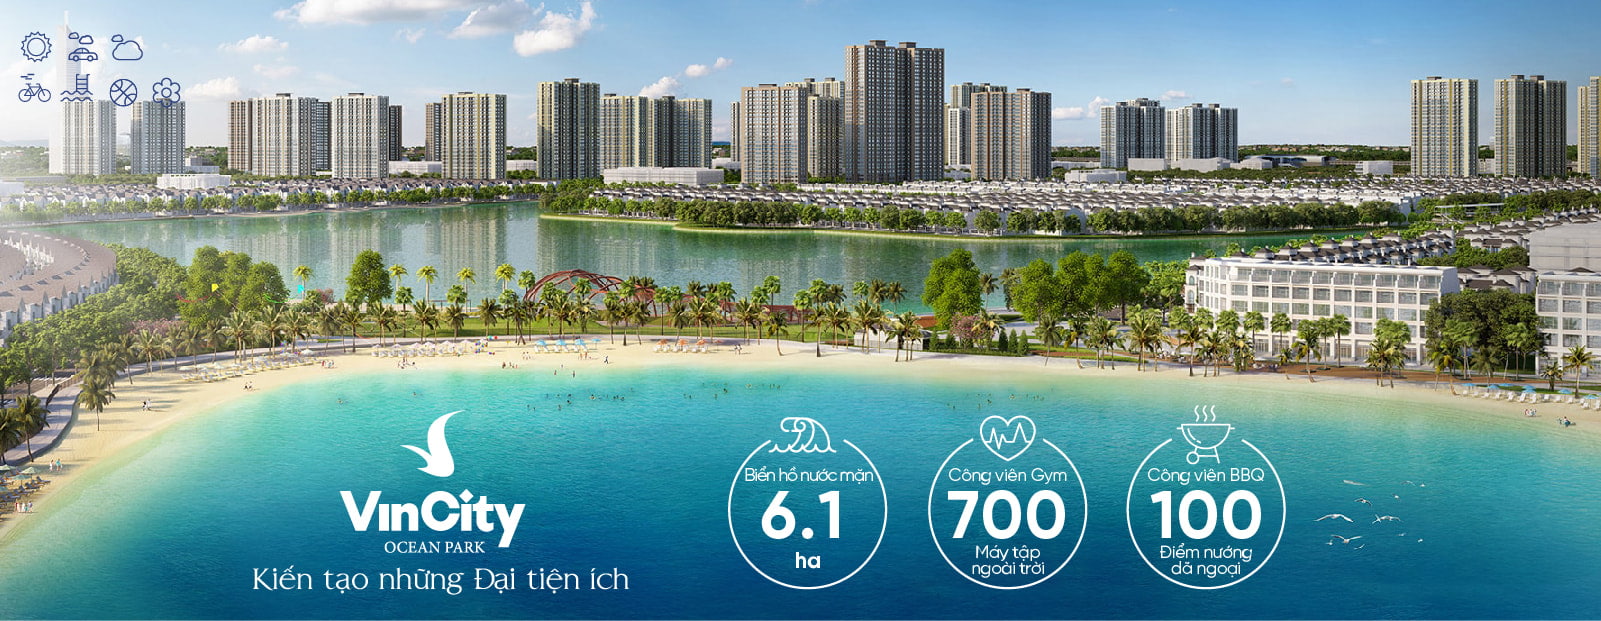 VinCity
OCEAN PARK
Kiến tạo những Đại tiện ích
Biển hồ nước mặn
6.1
ha
Công viên Gym
700
Máy tập
ngoài trời
Công viên BBQ
100
Điểm nướng
dã ngoại